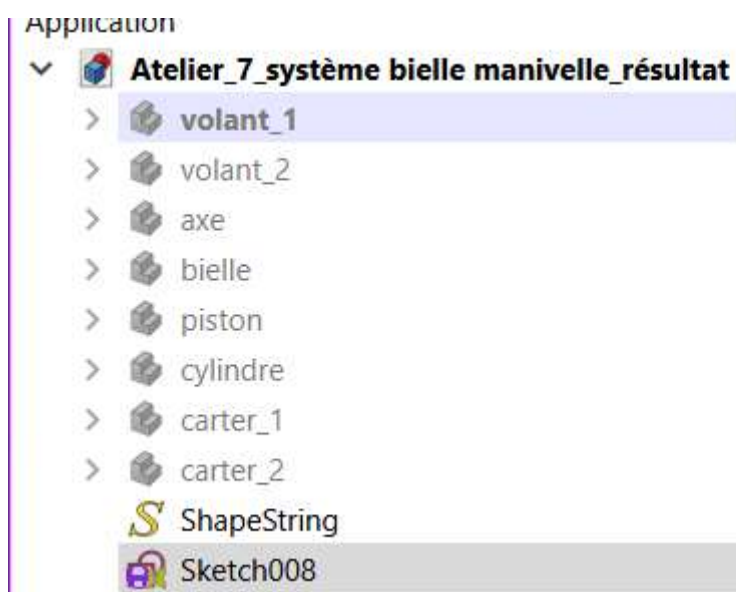 Application
Atelier_7_système bielle manivelle_résultat
volant_1
volant_2
axe
bielle
piston
cylindre
carter_1
carter_2
ShapeString
Sketch008